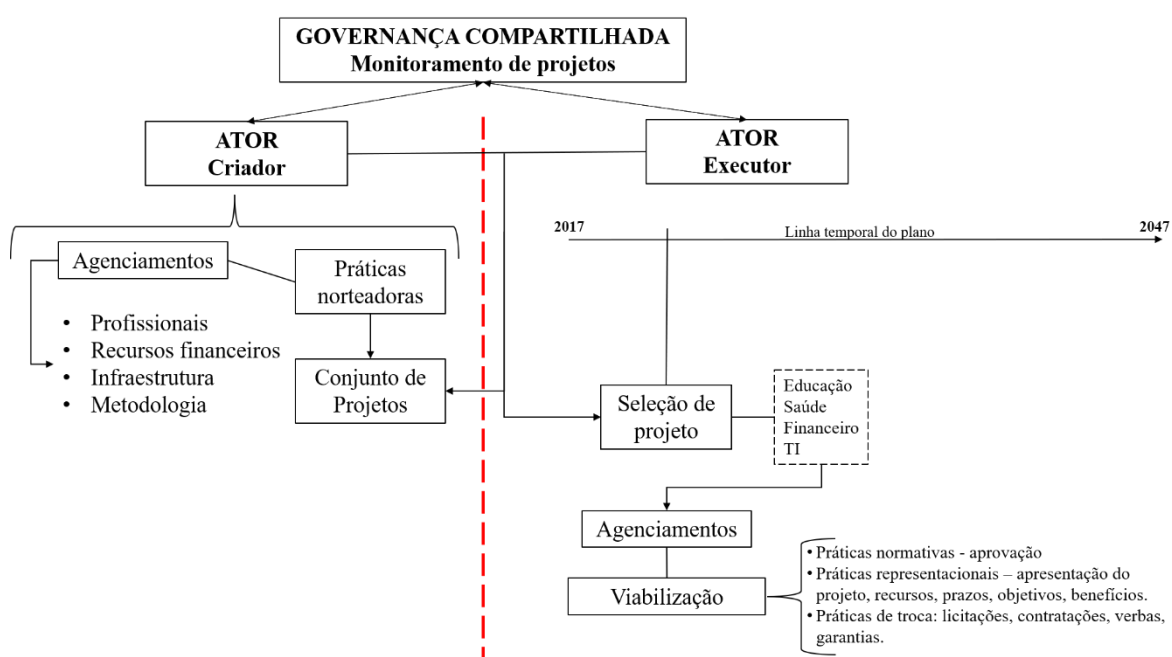 GOVERNANÇA COMPARTILHADA
Monitoramento de projetos
ATOR
Criador
ATOR
Executor
2017
Linha temporal do plano
2047
Agenciamentos
Práticas
norteadoras
• Profissionais
• Recursos financeiros
• Infraestrutura
• Metodologia
Conjunto de
Projetos
Seleção de
projeto
Educação
Saúde
Financeiro
TI
Agenciamentos
Viabilização
• Práticas normativas - aprovação
• Práticas representacionais – apresentação do
projeto, recursos, prazos, objetivos, benefícios.
• Práticas de troca: licitações, contratações, verbas,
garantias.